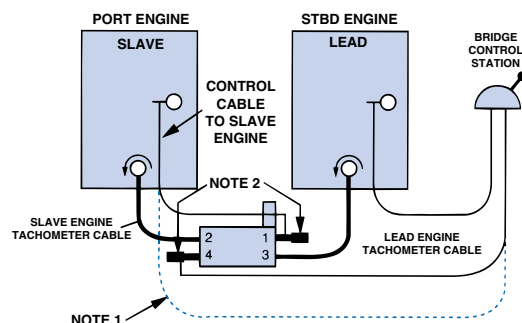 PORT ENGINE
SLAVE
STBD ENGINE
LEAD
BRIDGE
CONTROL
STATION
CONTROL
CABLE
TO SLAVE
ENGINE
NOTE 2
SLAVE ENGINE
TACHOMETER CABLE
2
1
4
3
LEAD ENGINE
TACHOMETER CABLE
NOTE 1